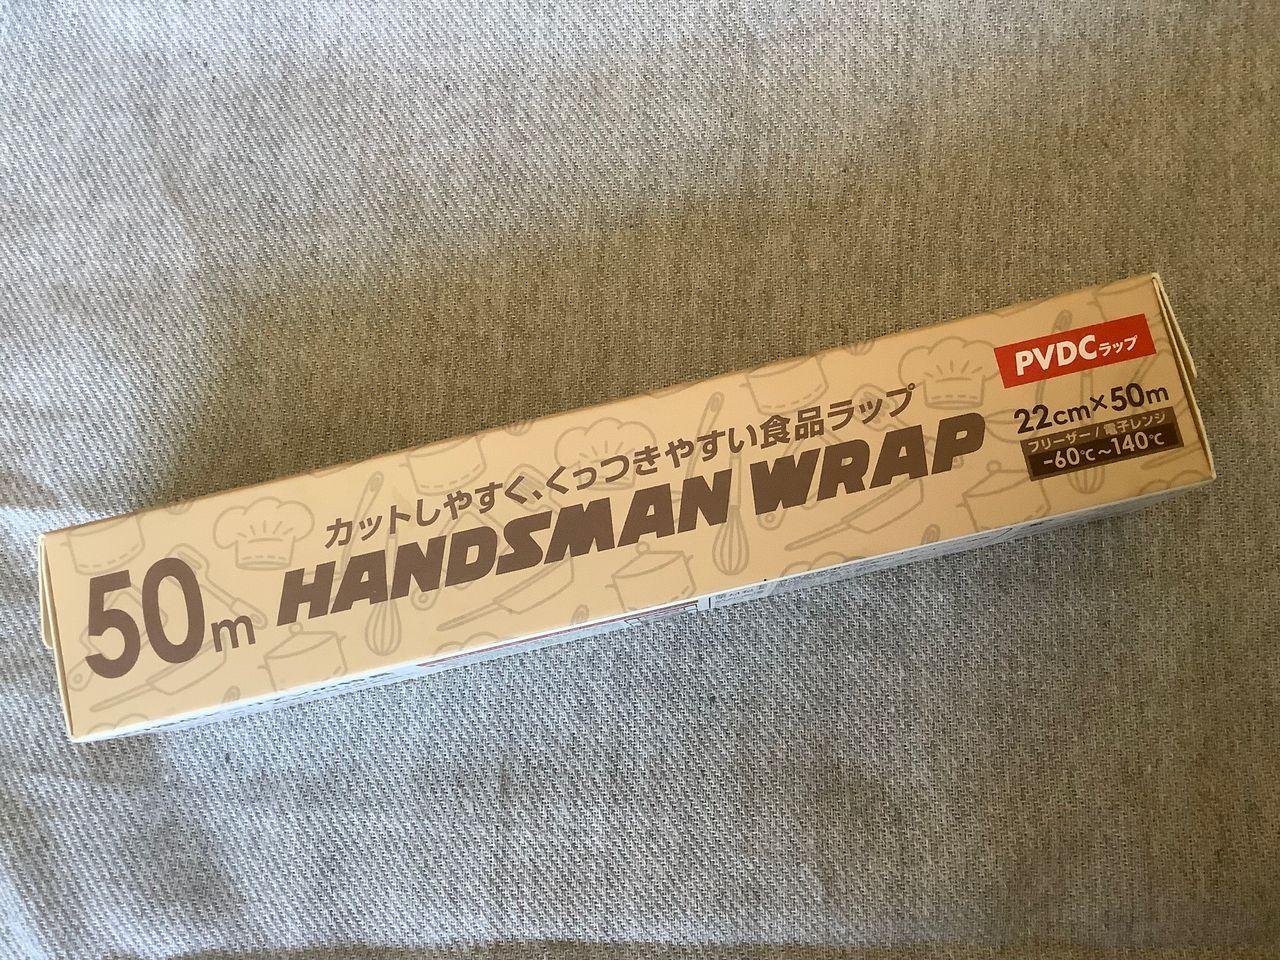 50m
カットしやすく、くっつきやすい食品ラップ
HANDSMAN WRAP
PVDCラップ
22cm×50m
フリーザー/電子レンジ
-60℃~140℃